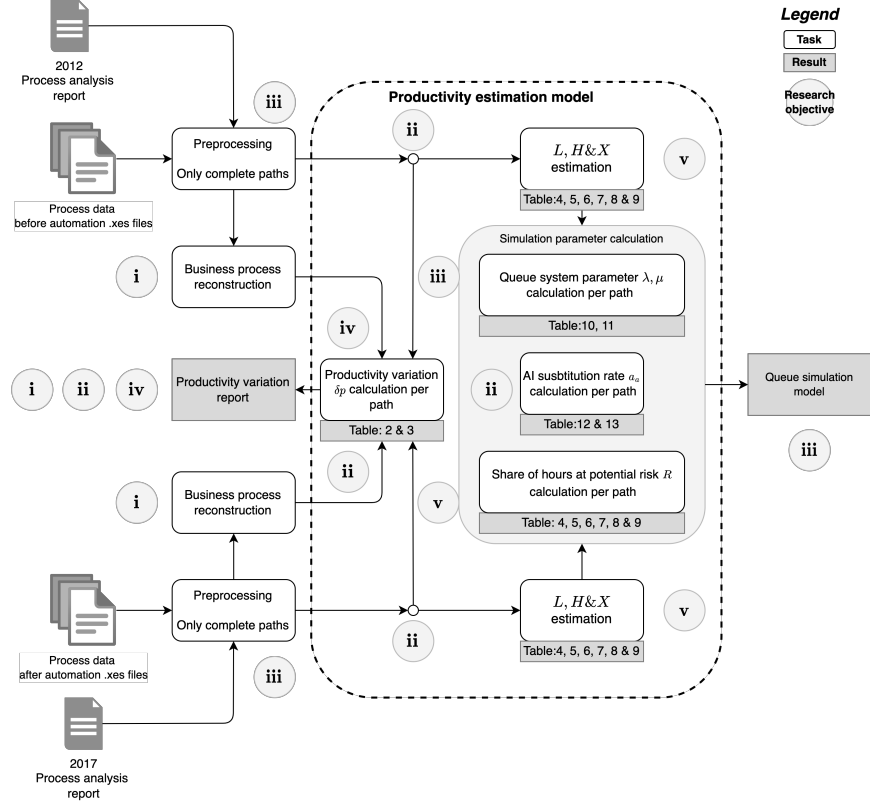 Legend
Task
Result
Research
objective
2012
Process analysis
report
iii
Productivity estimation model
ii
Preprocessing
Only complete paths
L, H&X
estimation
v
Table:4, 5, 6, 7, 8 & 9
Process data
before automation .xes files
Simulation parameter calculation
i
Business process
reconstruction
iii
Queue system parameter λ, μ
calculation per path
Table:10, 11
iv
i
ii
iv
Productivity variation
report
Productivity variation
δp calculation per
path
Table: 2 & 3
ii
AI susbtitution rate aₐ
calculation per path
Table:12 & 13
Queue simulation
model
iii
ii
i
Business process
reconstruction
v
Share of hours at potential risk R
calculation per path
Table: 4, 5, 6, 7, 8 & 9
Preprocessing
Only complete paths
L, H&X
estimation
v
ii
Table:4, 5, 6, 7, 8 & 9
Process data
after automation .xes files
iii
2017
Process analysis
report